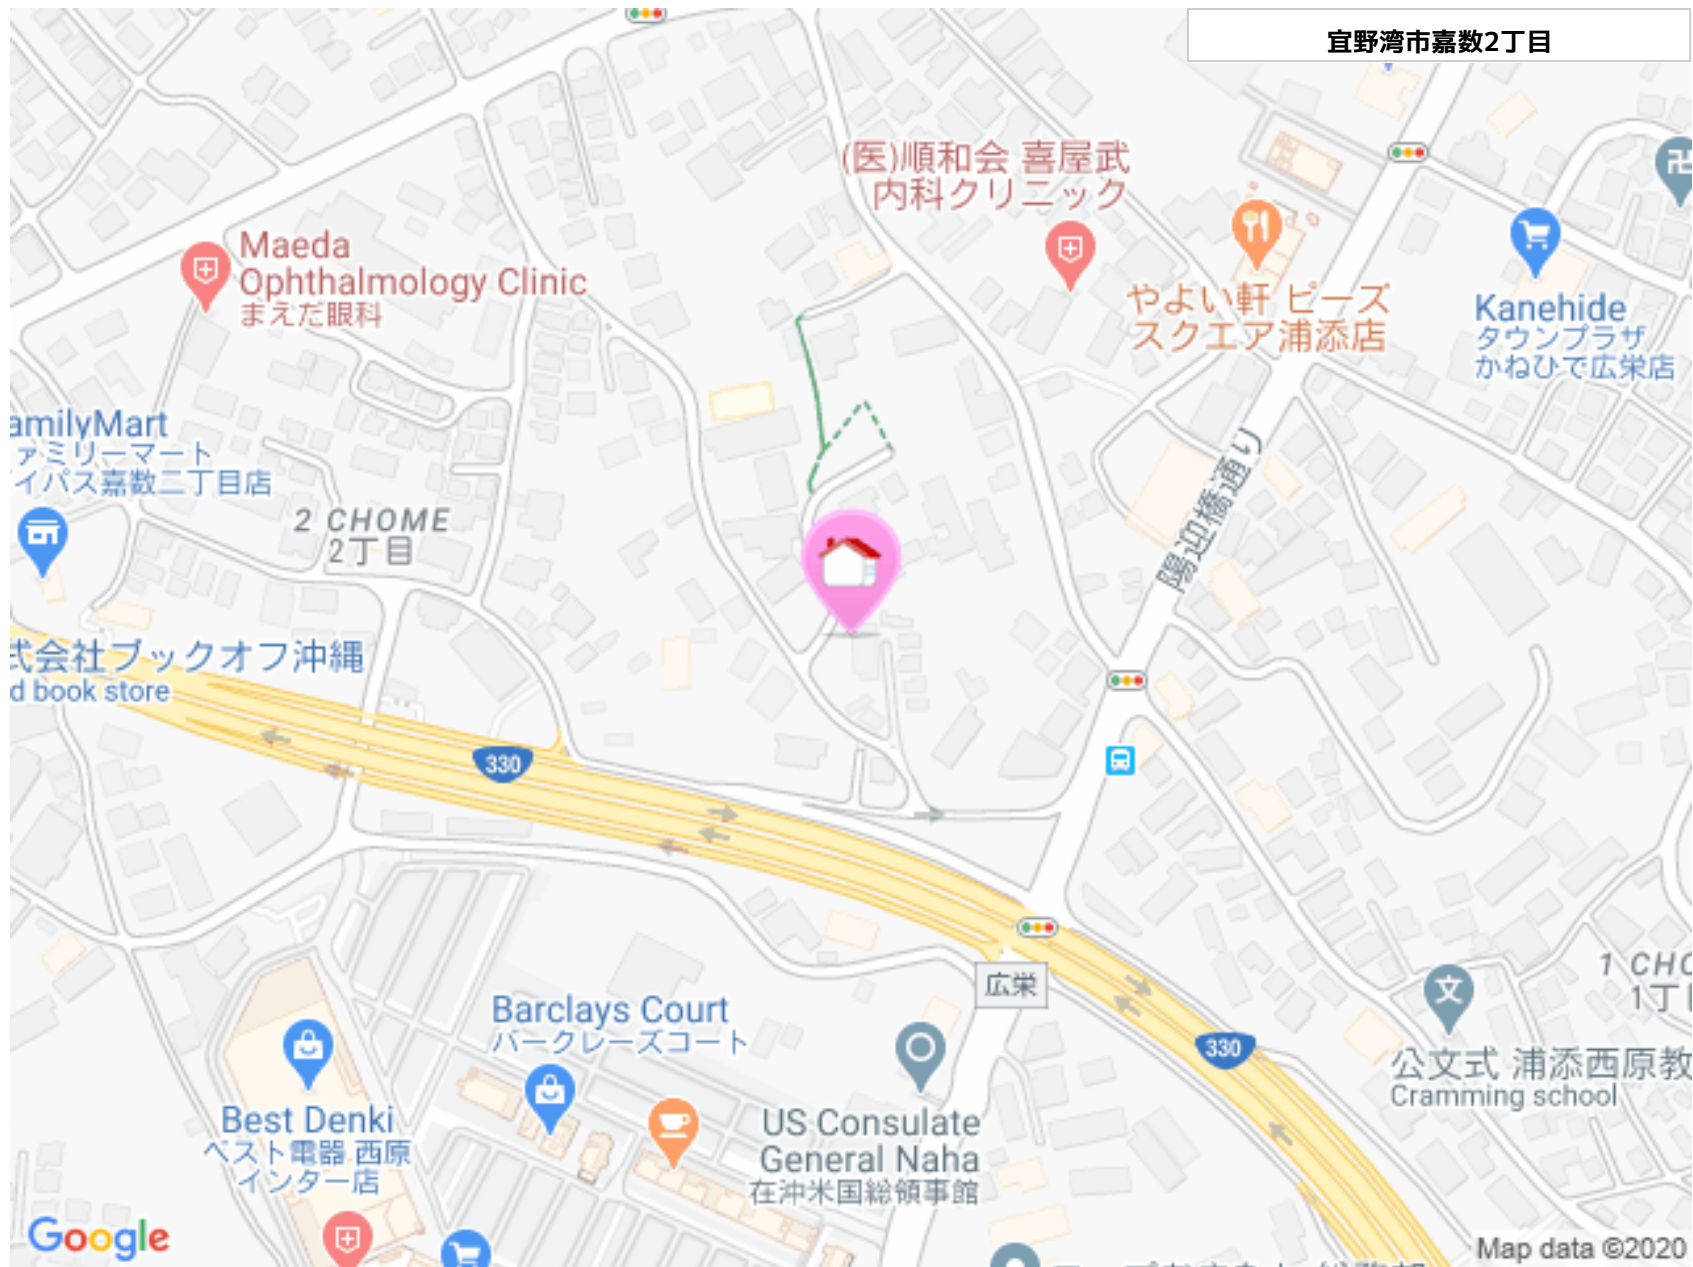 宜野湾市嘉数2丁目
(医)順和会 喜屋武
内科クリニック
Maeda
Ophthalmology Clinic
まえだ眼科
やよい軒 ピーズ
スクエア浦添店
Kanehide
タウンプラザ
かねひで広栄店
amilyMart
ァミリーマート
イパス嘉数二丁目店
2 CHOME
2丁目
陽迎橋通り
式会社ブックオフ沖縄
d book store
330
広栄
1 CHO
1丁目
Barclays Court
バークレーズコート
330
公文式 浦添西原教
Cramming school
Best Denki
ベスト電器 西原
インター店
US Consulate
General Naha
在沖米国総領事館
文
Google
Map data ©2020